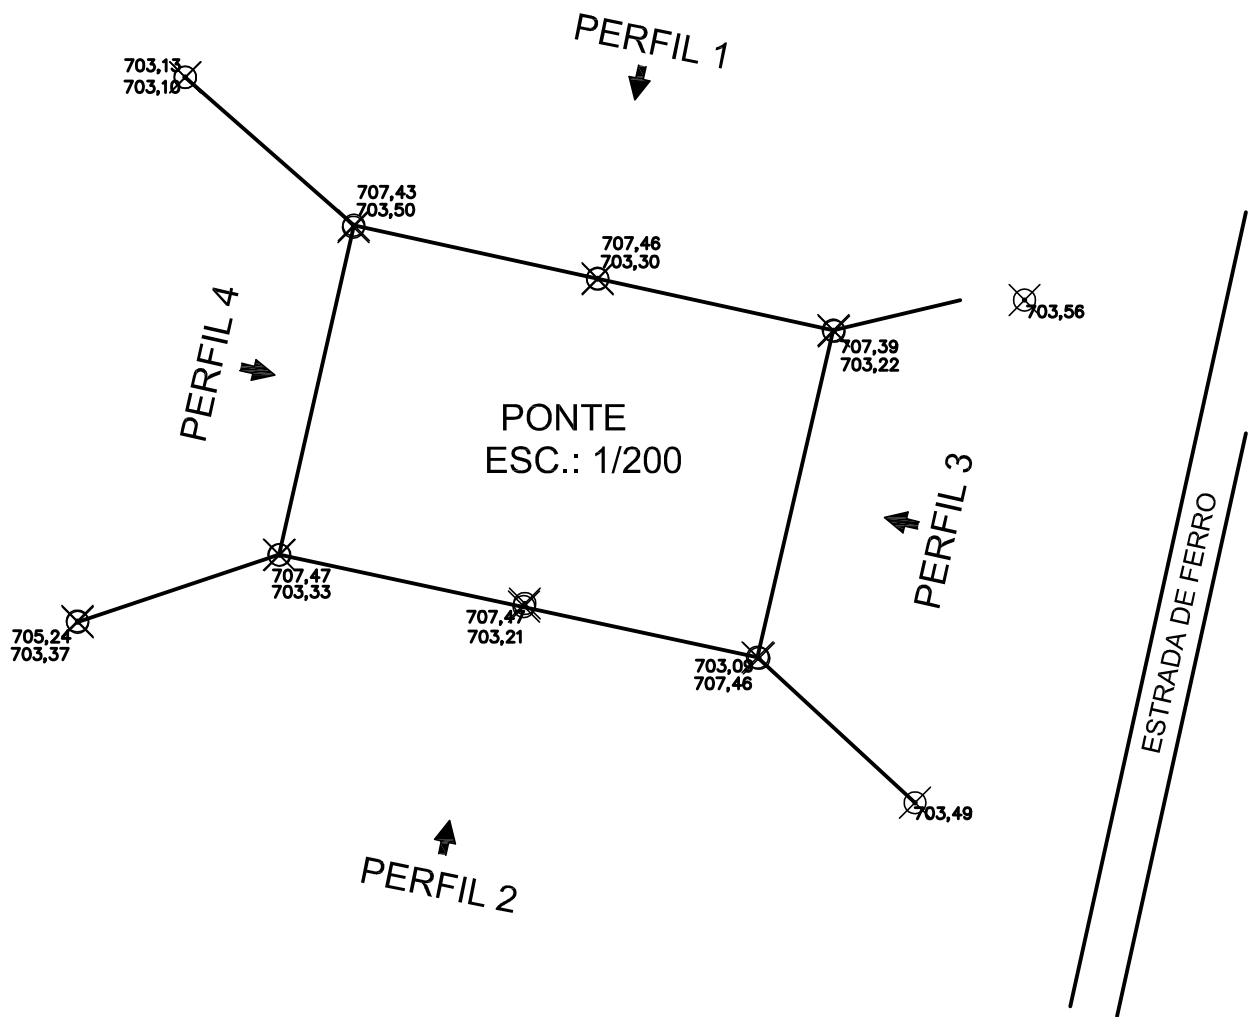 PERFIL 1
703,13
703,10
707,43
703,50
707,46
703,30
703,56
707,39
703,22
PERFIL 4
PONTE
ESC.: 1/200
PERFIL 3
ESTRADA DE FERRO
707,47
703,33
707,47
703,21
705,24
703,37
703,09
707,46
703,49
PERFIL 2